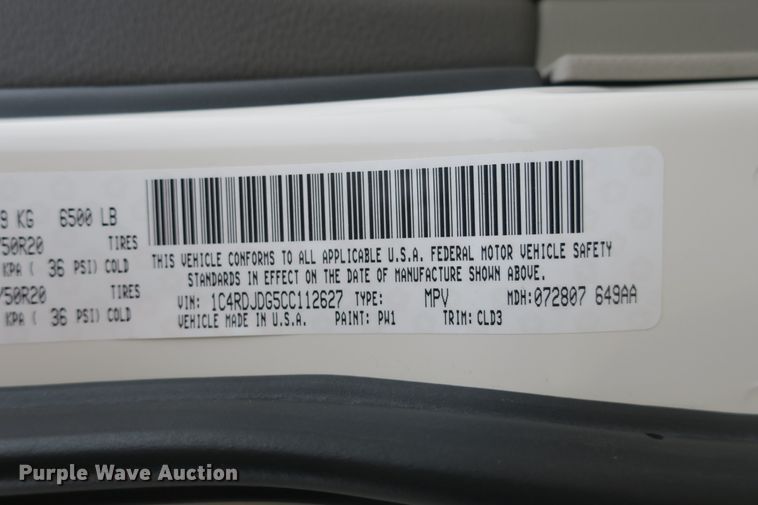 9 KG 6500 LB
/50R20 TIRES
KPA ( 36 PSI) COLD
/50R20 TIRES
KPA ( 36 PSI) COLD
THIS VEHICLE CONFORMS TO ALL APPLICABLE U.S.A. FEDERAL MOTOR VEHICLE SAFETY
STANDARDS IN EFFECT ON THE DATE OF MANUFACTURE SHOWN ABOVE.
VIN: 1C4RDJDG5CC112627 TYPE: MPV MDH:072807 649AA
VEHICLE MADE IN U.S.A. PAINT: PW1 TRIM: CLD3
Purple Wave Auction